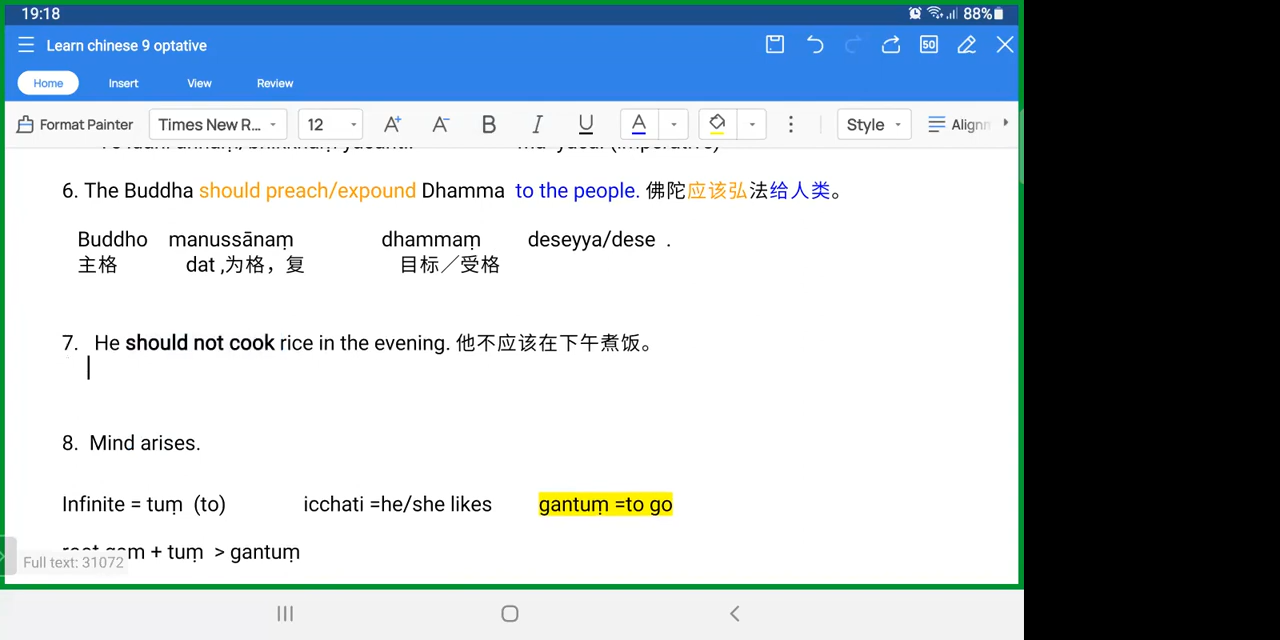 19:18 88%
Learn chinese 9 optative 50
Home Insert View Review
Format Painter Times New R... 12 A+ A- B I U A Style Alignm
6. The Buddha should preach/expound Dhamma to the people. 佛陀应该弘法给人类。
Buddho manussānaṃ dhammaṃ deseyya/dese .
主格 dat ,为格，复 目标／受格
7. He should not cook rice in the evening. 他不应该在下午煮饭。
8. Mind arises.
Infinite = tuṃ (to) icchati =he/she likes gantuṃ =to go
root gam + tuṃ > gantuṃ
Full text: 31072